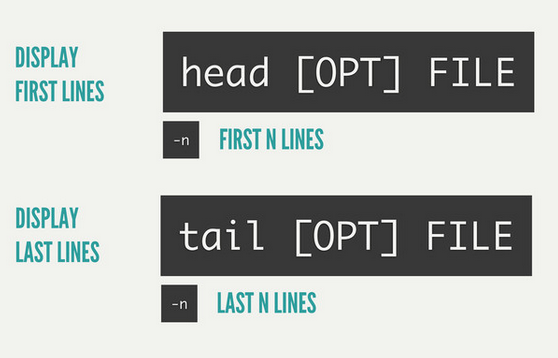 DISPLAY
FIRST LINES
head [OPT] FILE
-n FIRST N LINES
DISPLAY
LAST LINES
tail [OPT] FILE
-n LAST N LINES